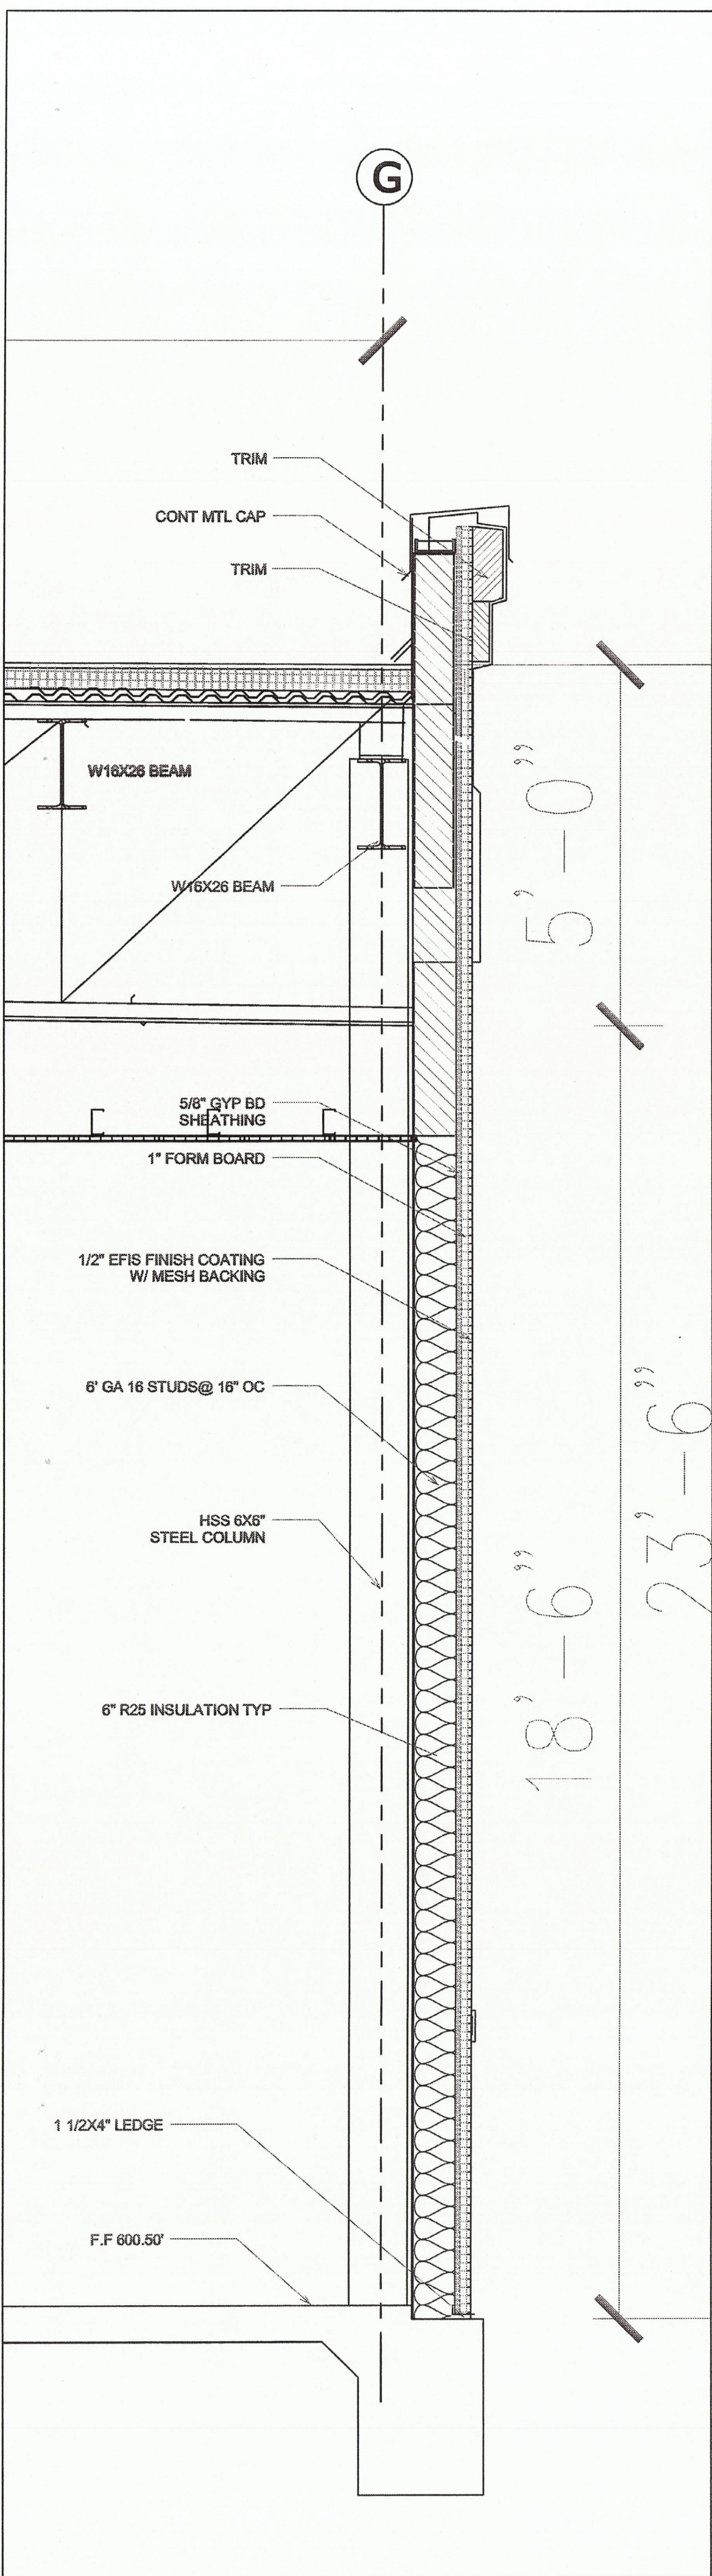 G
TRIM
CONT MTL CAP
TRIM
W16X26 BEAM
5'-0"
W16X26 BEAM
5/8" GYP BD
SHEATHING
1" FORM BOARD
1/2" EFIS FINISH COATING
W/ MESH BACKING
6' GA 16 STUDS@ 16" OC
23'-6"
HSS 6X6"
STEEL COLUMN
18'-6"
6" R25 INSULATION TYP
1 1/2X4" LEDGE
F.F 600.50'